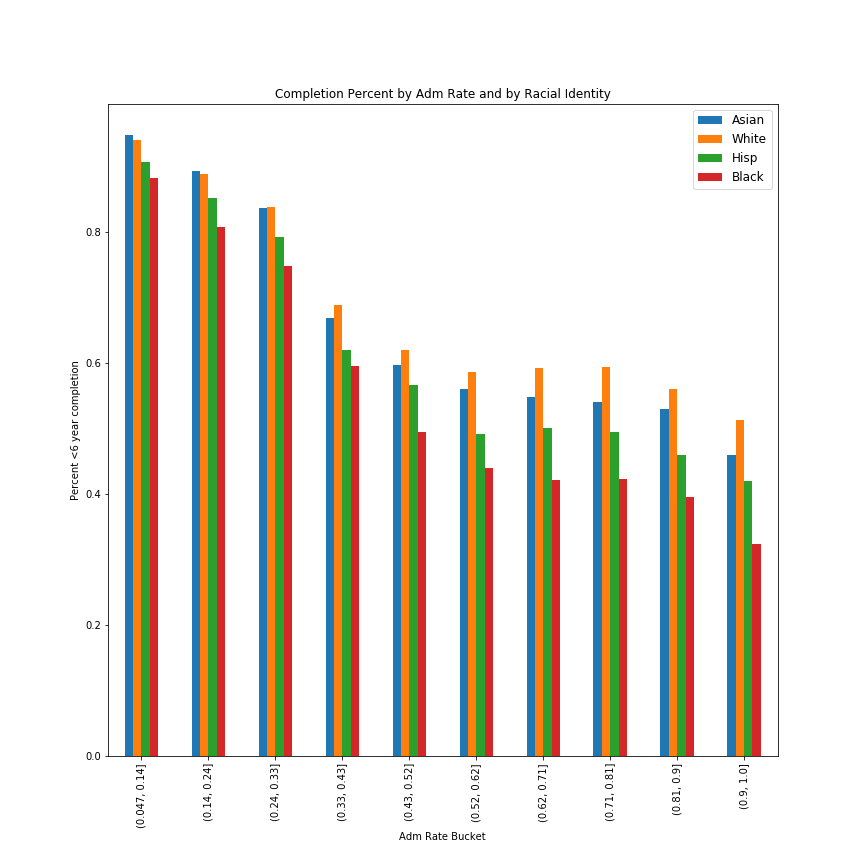 Completion Percent by Adm Rate and by Racial Identity
Asian
White
Hisp
Black
Percent <6 year completion
0.8
0.6
0.4
0.2
0.0
(0.047, 0.14]
(0.14, 0.24]
(0.24, 0.33]
(0.33, 0.43]
(0.43, 0.52]
(0.52, 0.62]
(0.62, 0.71]
(0.71, 0.81]
(0.81, 0.9]
(0.9, 1.0]
Adm Rate Bucket